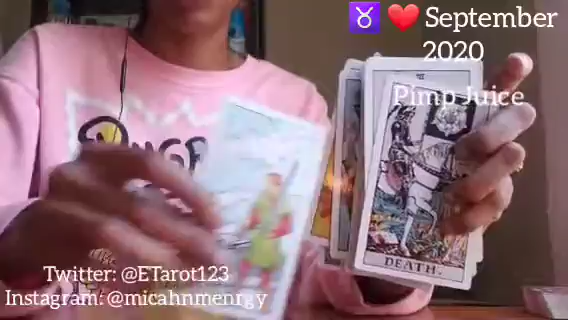 ♉ ❤️ September
2020
Pimp Juice
DEATH.
Twitter: @ETarot123
Instagram: @micahnmenrgy